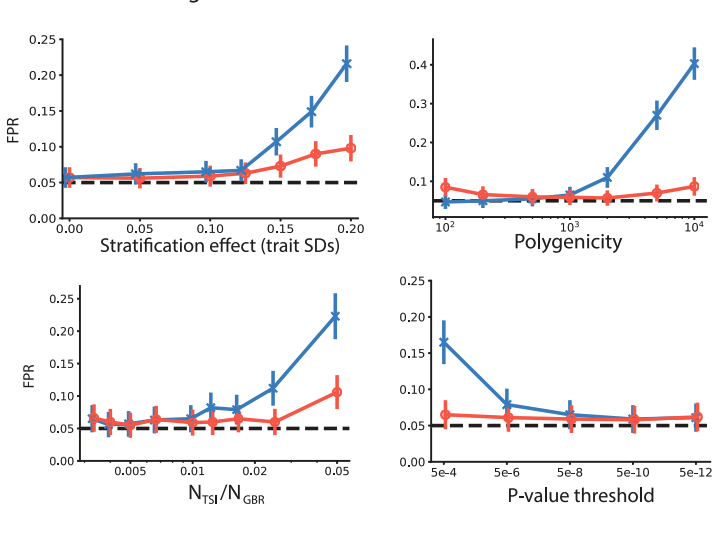 0.25
0.20
0.15
0.10
0.05
0.00
FPR
0.00 0.05 0.10 0.15 0.20
Stratification effect (trait SDs)
0.4
0.3
0.2
0.1
10² 10³ 10⁴
Polygenicity
0.25
0.20
0.15
0.10
0.05
0.00
FPR
0.005 0.01 0.02 0.05
N_TSI/N_GBR
0.25
0.20
0.15
0.10
0.05
0.00
5e-4 5e-6 5e-8 5e-10 5e-12
P-value threshold